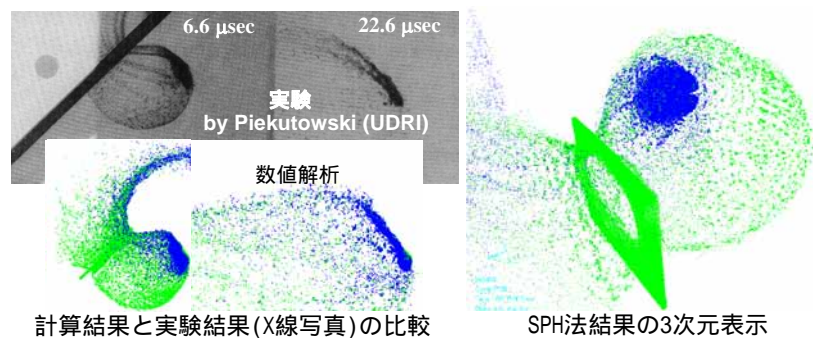 6.6 μsec
22.6 μsec
実験
by Piekutowski (UDRI)
数値解析
計算結果と実験結果(X線写真)の比較
SPH法結果の3次元表示